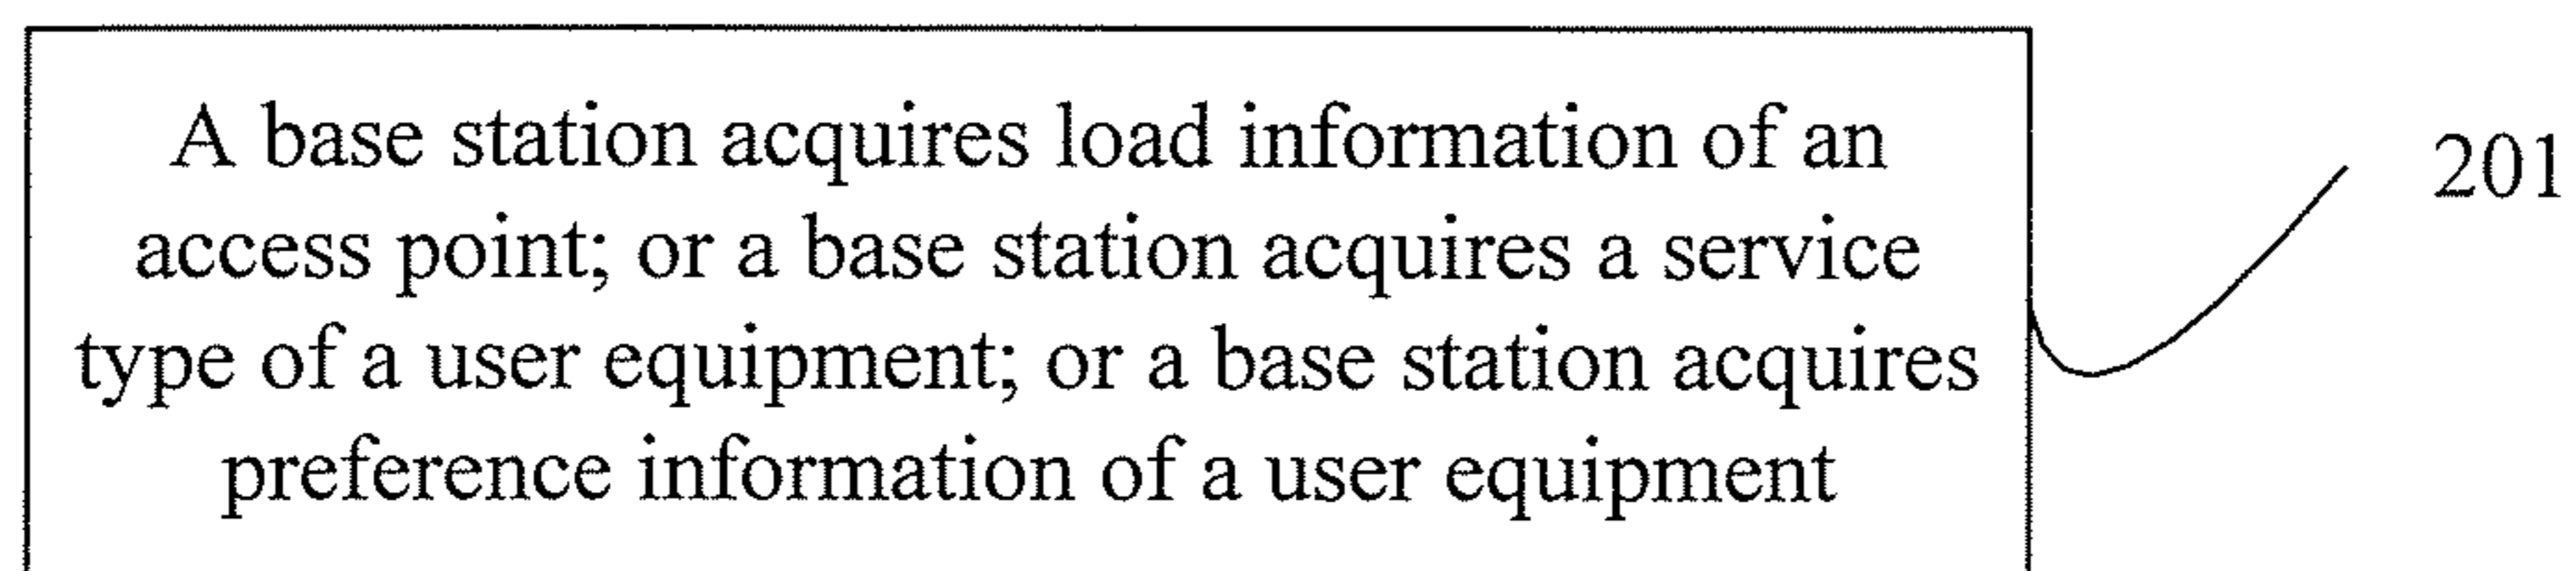 A base station acquires load information of an
access point; or a base station acquires a service
type of a user equipment; or a base station acquires
preference information of a user equipment
201